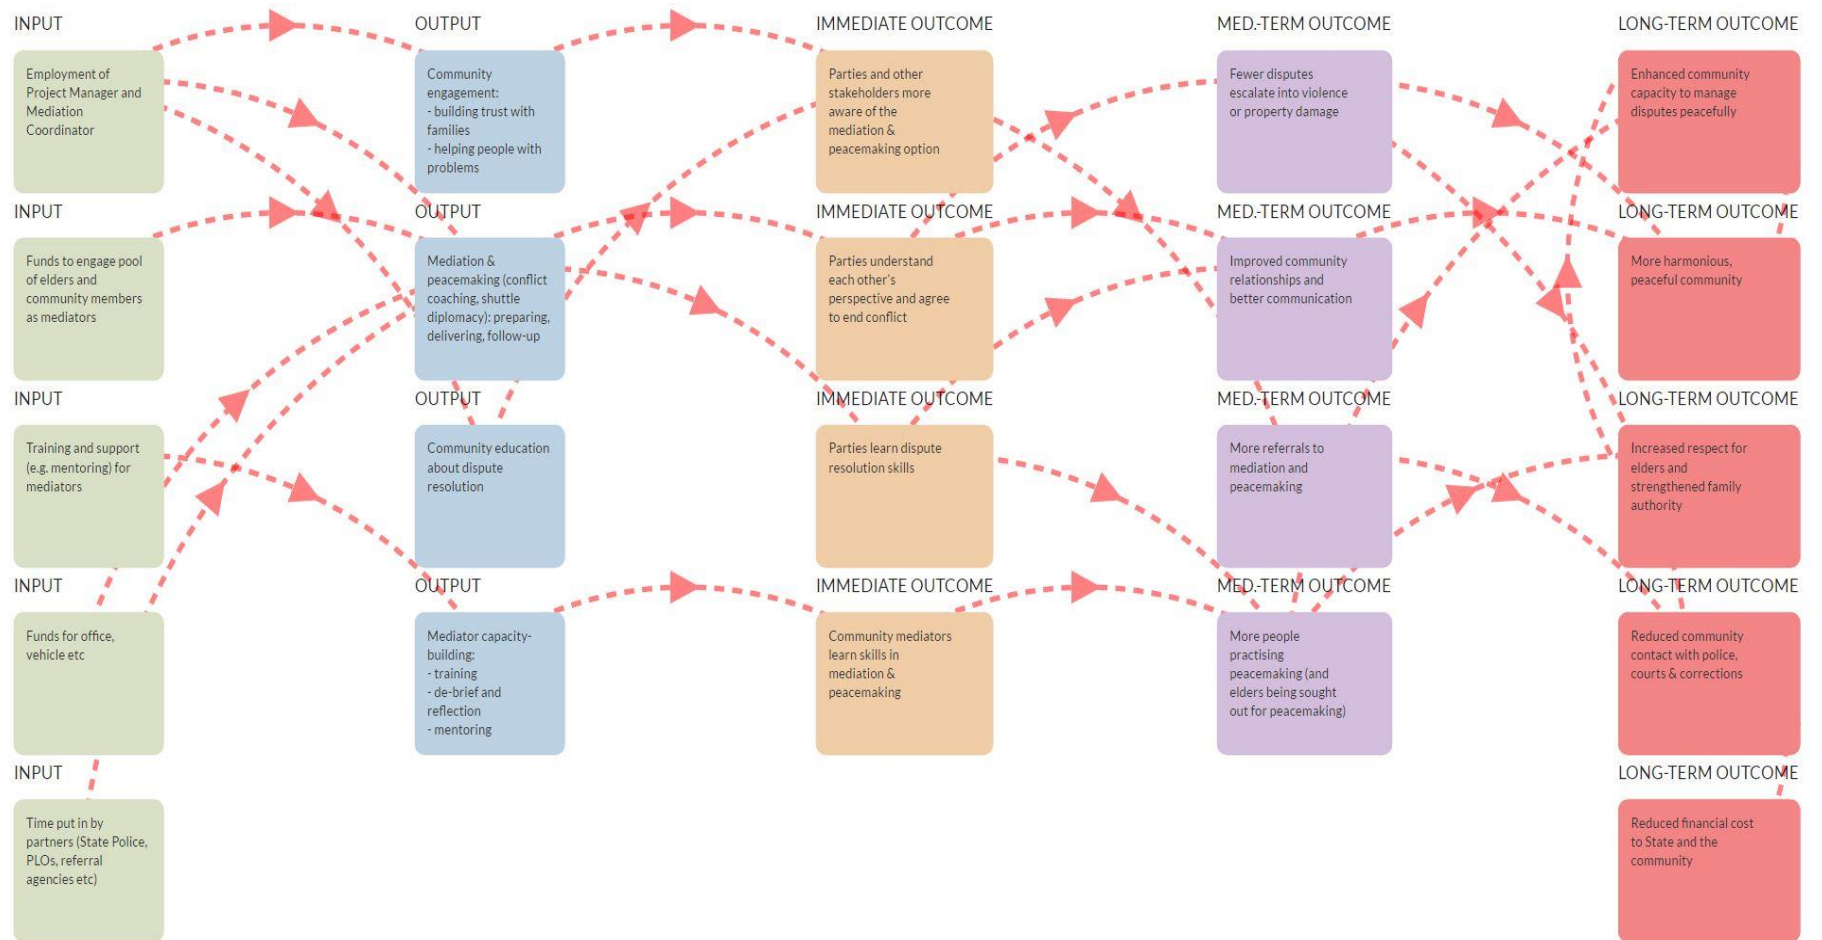 INPUT
Employment of
Project Manager and
Mediation
Coordinator
INPUT
Funds to engage pool
of elders and
community members
as mediators
INPUT
Training and support
(e.g. mentoring) for
mediators
INPUT
Funds for office,
vehicle etc
INPUT
Time put in by
partners (State Police,
PLOs, referral
agencies etc)
OUTPUT
Community
engagement:
- building trust with
families
- helping people with
problems
OUTPUT
Mediation &
peacemaking (conflict
coaching, shuttle
diplomacy): preparing,
delivering, follow-up
OUTPUT
Community education
about dispute
resolution
OUTPUT
Mediator capacity-
building:
- training
- de-brief and
reflection
- mentoring
IMMEDIATE OUTCOME
Parties and other
stakeholders more
aware of the
mediation &
peacemaking option
IMMEDIATE OUTCOME
Parties understand
each other's
perspective and agree
to end conflict
IMMEDIATE OUTCOME
Parties learn dispute
resolution skills
IMMEDIATE OUTCOME
Community mediators
learn skills in
mediation &
peacemaking
MED.-TERM OUTCOME
Fewer disputes
escalate into violence
or property damage
MED.-TERM OUTCOME
Improved community
relationships and
better communication
MED.-TERM OUTCOME
More referrals to
mediation and
peacemaking
MED.-TERM OUTCOME
More people
practising
peacemaking (and
elders being sought
out for peacemaking)
LONG-TERM OUTCOME
Enhanced community
capacity to manage
disputes peacefully
LONG-TERM OUTCOME
More harmonious,
peaceful community
LONG-TERM OUTCOME
Increased respect for
elders and
strengthened family
authority
LONG-TERM OUTCOME
Reduced community
contact with police,
courts & corrections
LONG-TERM OUTCOME
Reduced financial cost
to State and the
community